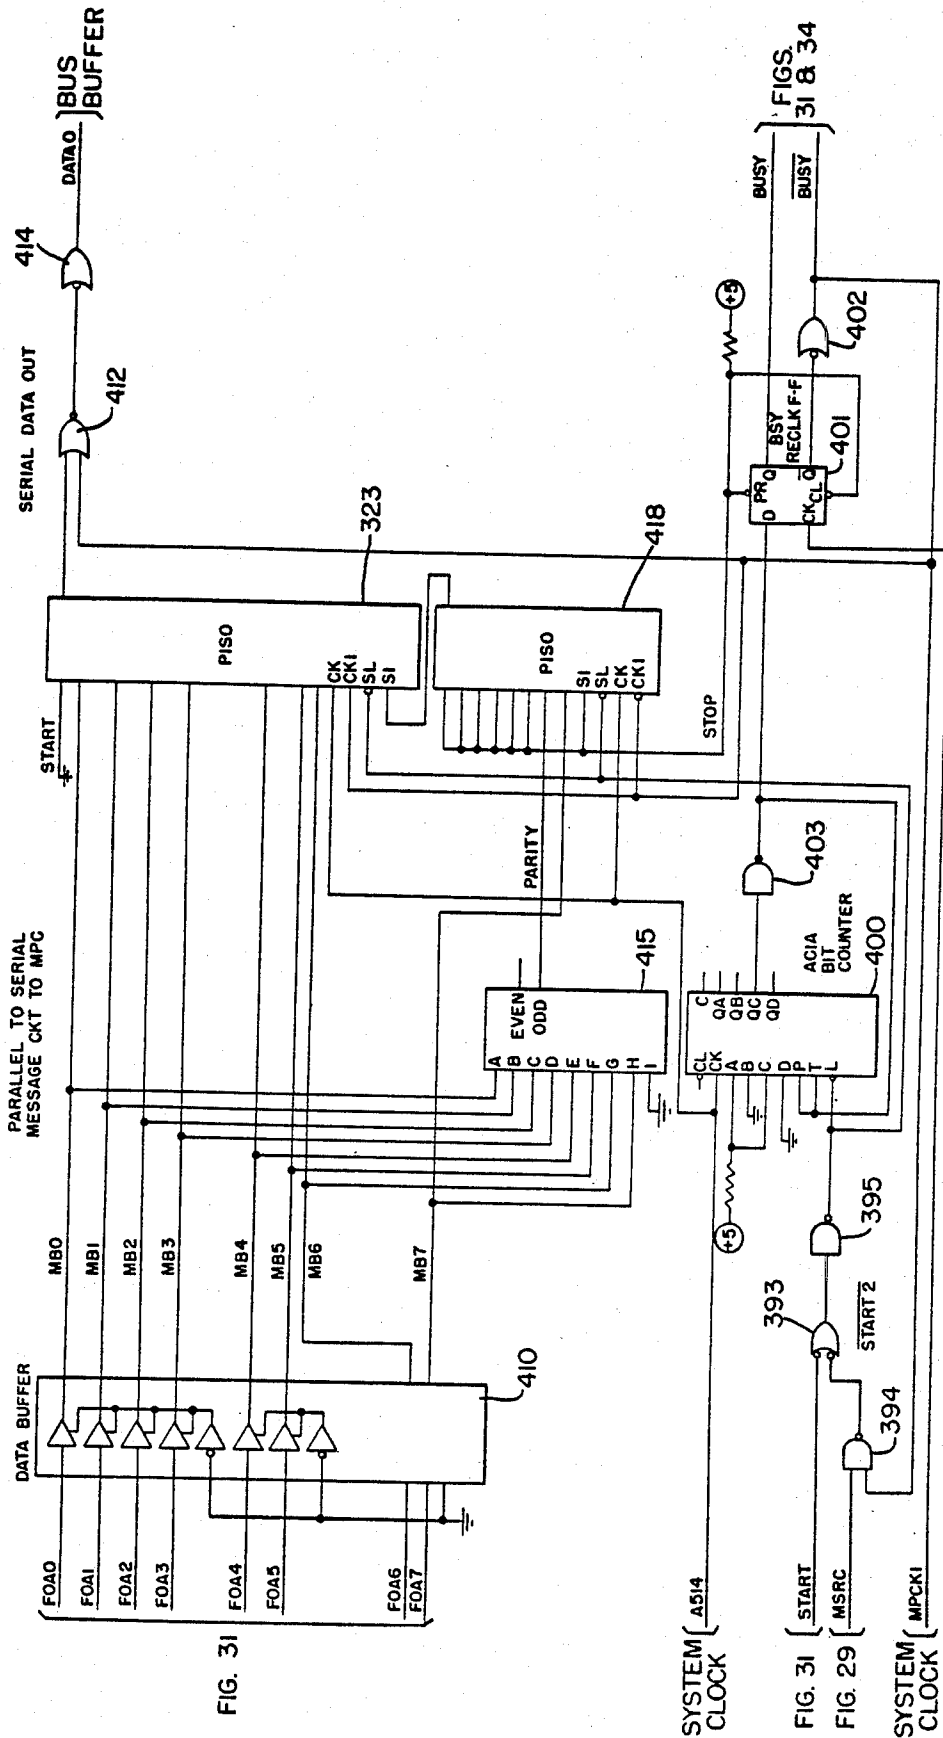 PARALLEL TO SERIAL
MESSAGE CKT TO MPC
SERIAL DATA OUT
DATA BUFFER
FOA0
FOA1
FOA2
FOA3
FOA4
FOA5
FOA6
FOA7
FIG. 31
410
MB0
MB1
MB2
MB3
MB4
MB5
MB6
MB7
START
PISO
CK
CKI
SL
SI
323
412
414
DATA 0
BUS
BUFFER
A
B
C
D
E
F
G
H
I
EVEN
ODD
415
PARITY
PISO
SI
SL
CK
CKI
418
STOP
SYSTEM
CLOCK
A514
+5
CL
CK
A
B
C
D
P
T
L
C
QA
QB
QC
QD
ACIA
BIT
COUNTER
400
403
+5
PR
D
Q
CK
CL
Q
BSY
RECLK F-F
401
402
BUSY
BUSY
FIGS.
31 & 34
FIG. 31
START
FIG. 29
MSRC
393
394
395
START 2
SYSTEM
CLOCK
MPCK1